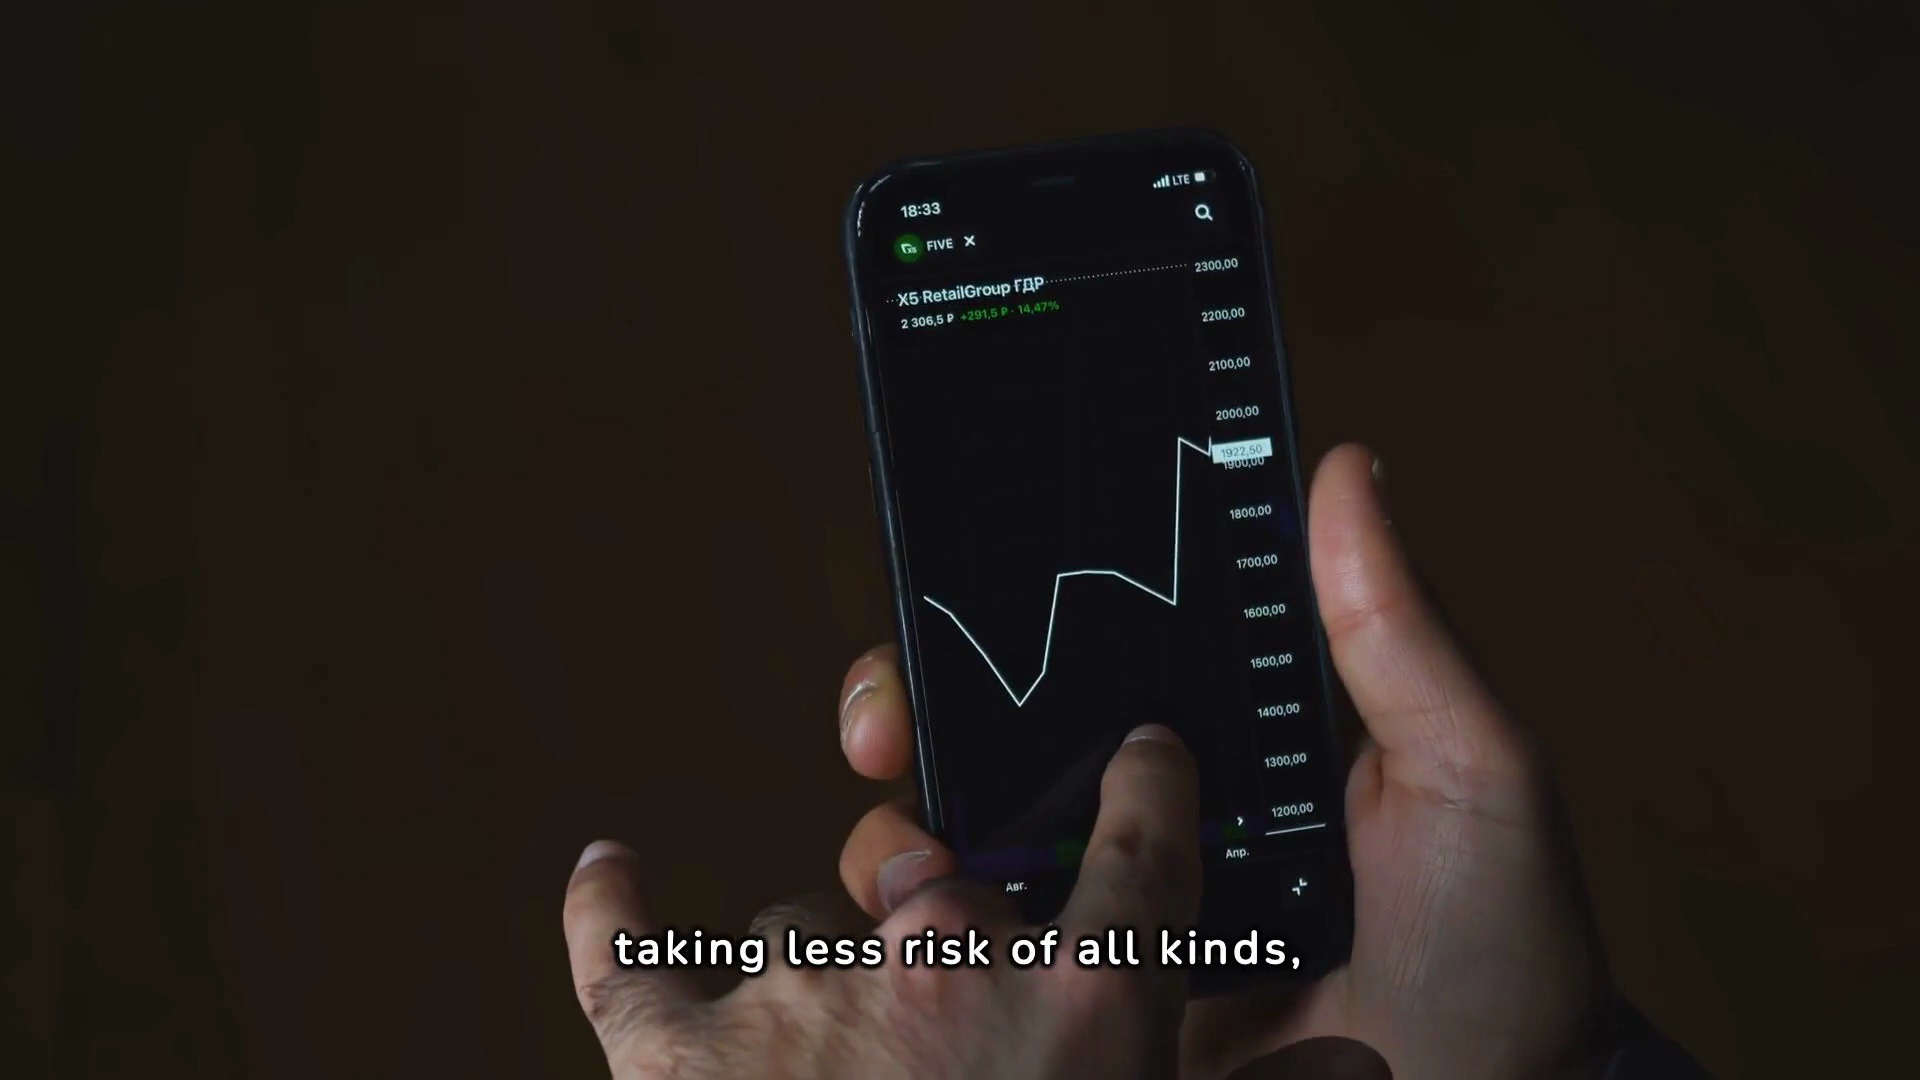 18:33
LTE
X5
FIVE
X5 RetailGroup ГДР
2 306,5 ₽ +291,5 ₽ · 14,47%
2300,00
2200,00
2100,00
2000,00
1922,50
1900,00
1800,00
1700,00
1600,00
1500,00
1400,00
1300,00
1200,00
Авг.
Апр.
taking less risk of all kinds,